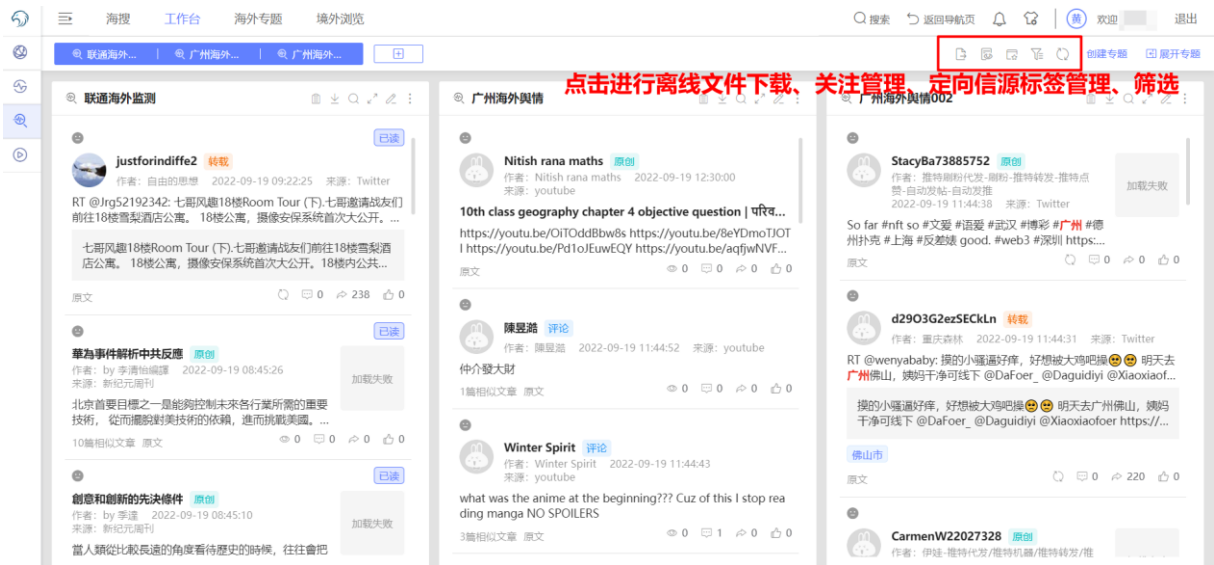 海搜 工作台 海外专题 境外浏览 搜索 返回导航页 黄 欢迎 退出
联通海外... 广州海外... 广州海外... 创建专题 展开专题
点击进行离线文件下载、关注管理、定向信源标签管理、筛选
联通海外监测
已读
justforindiffe2 转载
作者：自由的思想 2022-09-19 09:22:25 来源：Twitter
RT @Jrg52192342: 七哥风趣18楼Room Tour (下).七哥邀请战友们
前往18楼雪梨酒店公寓。 18楼公寓，摄像安保系统首次大公开。...
七哥风趣18楼Room Tour (下).七哥邀请战友们前往18楼雪梨酒
店公寓。 18楼公寓，摄像安保系统首次大公开。18楼内公共...
原文 0 238 0
已读
華為事件解析中共反應 原创
作者：by 李清怡編譯 2022-09-19 08:45:26
来源：新纪元周刊
加载失败
北京首要目標之一是能夠控制未來各行業所需的重要
技術， 從而擺脫對美技術的依賴，進而挑戰美國。...
10篇相似文章 原文 0 0 0 0
已读
創意和創新的先決條件 原创
作者：by 季達 2022-09-19 08:45:10
来源：新纪元周刊
加载失败
當人類從比較長遠的角度看待歷史的時候，往往會把
广州海外舆情
Nitish rana maths 原创
作者：Nitish rana maths 2022-09-19 12:30:00
来源：youtube
10th class geography chapter 4 objective question | परिव...
https://youtu.be/OiTOddBbw8s https://youtu.be/8eYDmoTJOT
I https://youtu.be/Pd1oJEuwEQY https://youtu.be/aqfjwNVF...
原文 0 0 0 0
陳昱澔 评论
作者：陳昱澔 2022-09-19 11:44:52 来源：youtube
仲介發大財
1篇相似文章 原文 0 0 0 0
Winter Spirit 评论
作者：Winter Spirit 2022-09-19 11:44:43
来源：youtube
what was the anime at the beginning??? Cuz of this I stop rea
ding manga NO SPOILERS
3篇相似文章 原文 0 1 0 0
广州海外舆情002
StacyBa73885752 原创
作者：推特刷粉代发-刷粉-推特转发-推特点
赞-自动发帖-自动发推
2022-09-19 11:44:38 来源：Twitter
加载失败
So far #nft so #文爱 #语爱 #武汉 #博彩 #广州 #德
州扑克 #上海 #反差婊 good. #web3 #深圳 https:...
原文 0 0 0
d29O3G2ezSECkLn 转载
作者：重庆森林 2022-09-19 11:44:31 来源：Twitter
RT @wenyababy: 摸的小骚逼好痒，好想被大鸡吧操🥺🥺 明天去
广州佛山，姨妈干净可线下 @DaFoer_ @Daguidiyi @Xiaoxiaof...
摸的小骚逼好痒，好想被大鸡吧操🥺🥺 明天去广州佛山，姨妈
干净可线下 @DaFoer_ @Daguidiyi @Xiaoxiaofoer https://...
佛山市
原文 0 220 0
CarmenW22027328 原创
作者：伊娃-推特代发/推特机器/推特转发/推